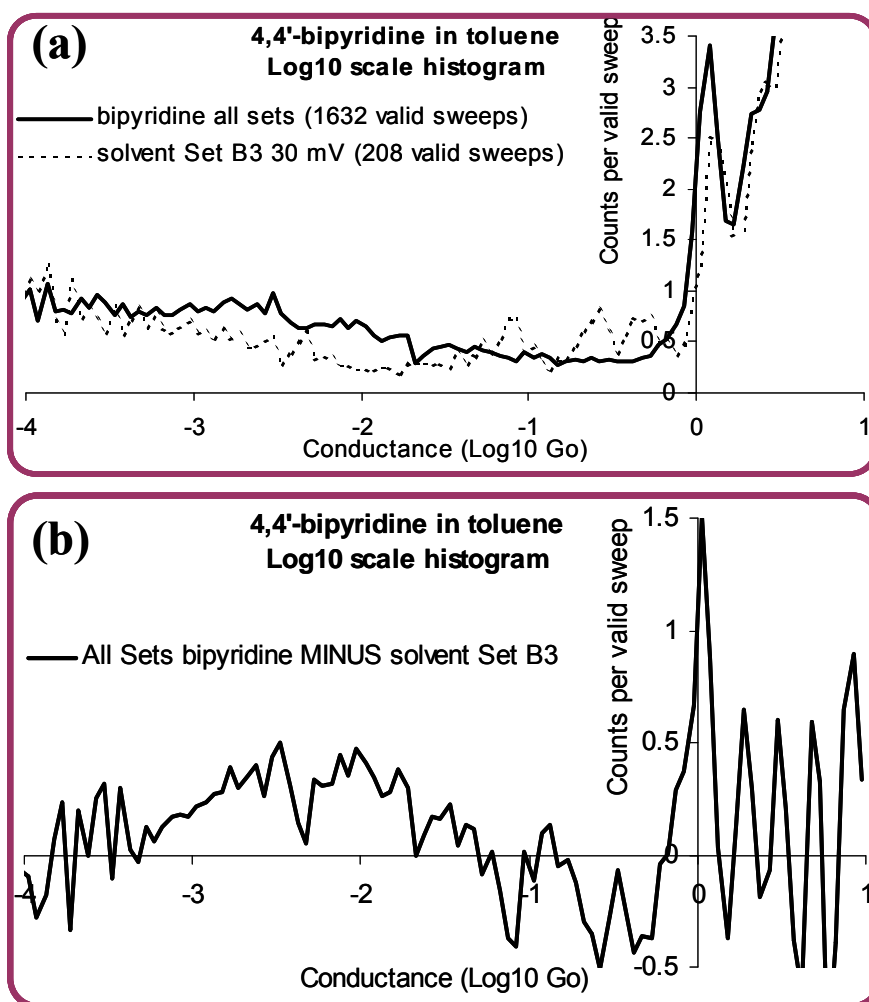 (a)
4,4'-bipyridine in toluene
Log10 scale histogram
bipyridine all sets (1632 valid sweeps)
solvent Set B3 30 mV (208 valid sweeps)
Counts per valid sweep
3.5
3
2.5
2
1.5
1
0.5
0
-4
-3
-2
-1
0
1
Conductance (Log10 Go)
(b)
4,4'-bipyridine in toluene
Log10 scale histogram
All Sets bipyridine MINUS solvent Set B3
Counts per valid sweep
1.5
1
0.5
0
-0.5
-4
-3
-2
-1
0
1
Conductance (Log10 Go)